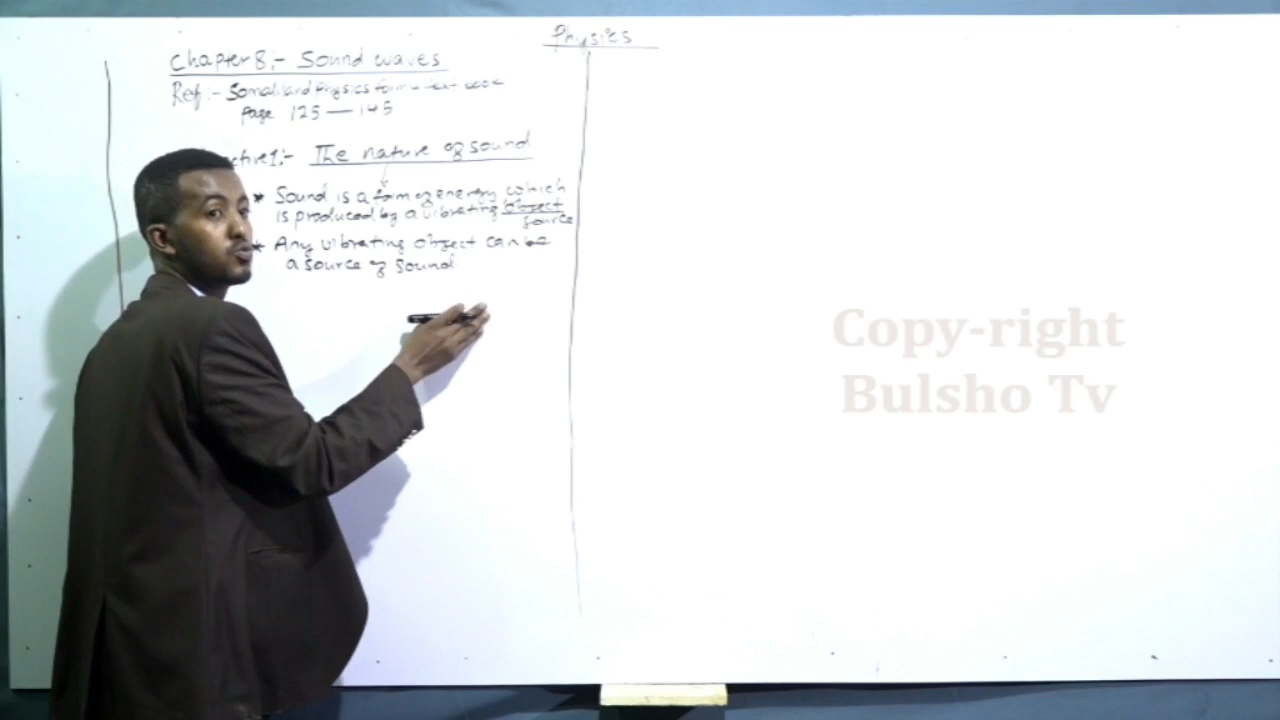 Physics
Chapter 8:- Sound waves
Ref:- Somaliland Physics form text book
Page 125 — 145
ctive 1:- The nature of sound
* Sound is a form of energy which
is produced by a vibrating object
source
* Any vibrating object can be
a source of sound
Copy-right
Bulsho Tv